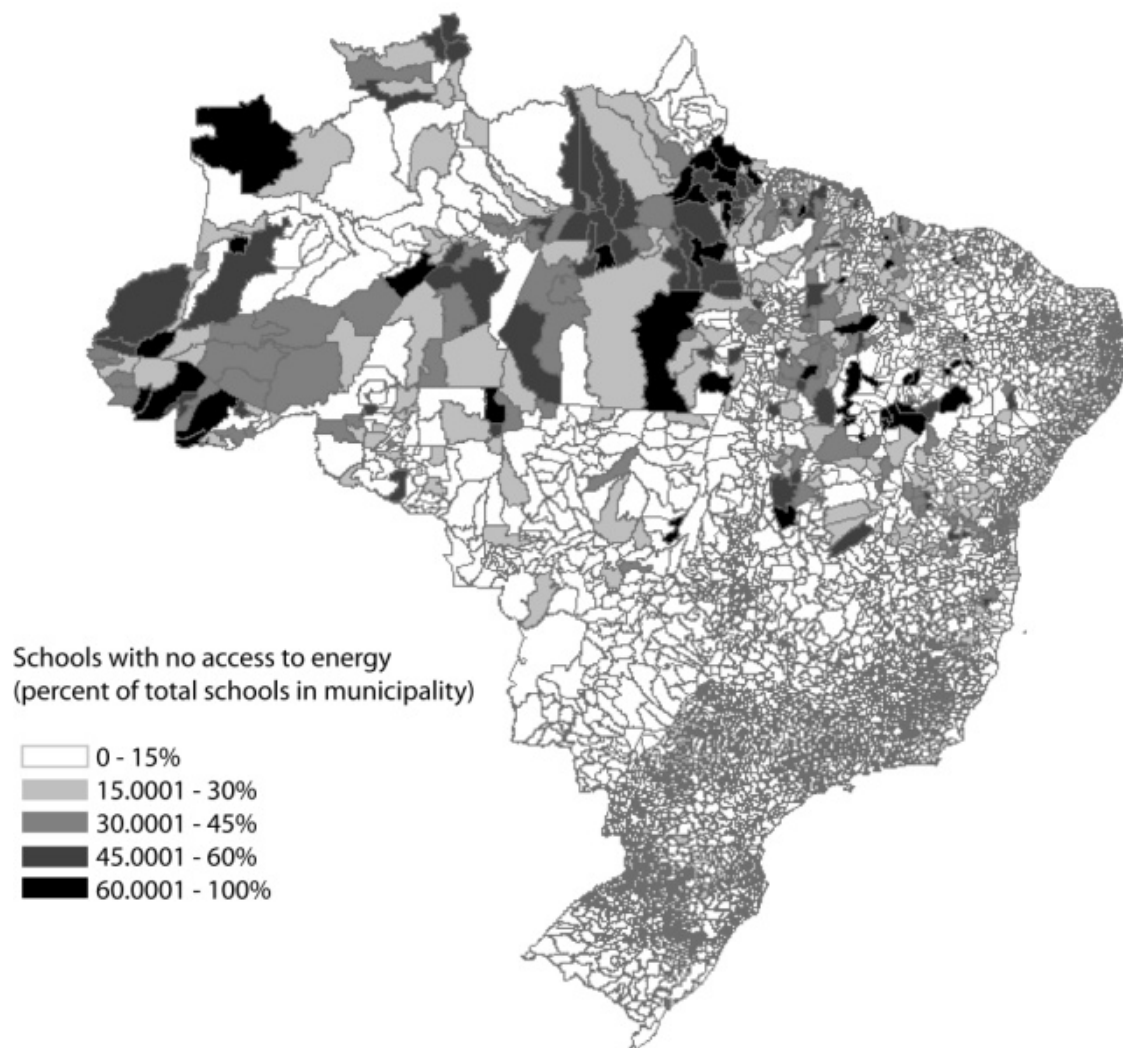 Schools with no access to energy
(percent of total schools in municipality)
0 - 15%
15.0001 - 30%
30.0001 - 45%
45.0001 - 60%
60.0001 - 100%